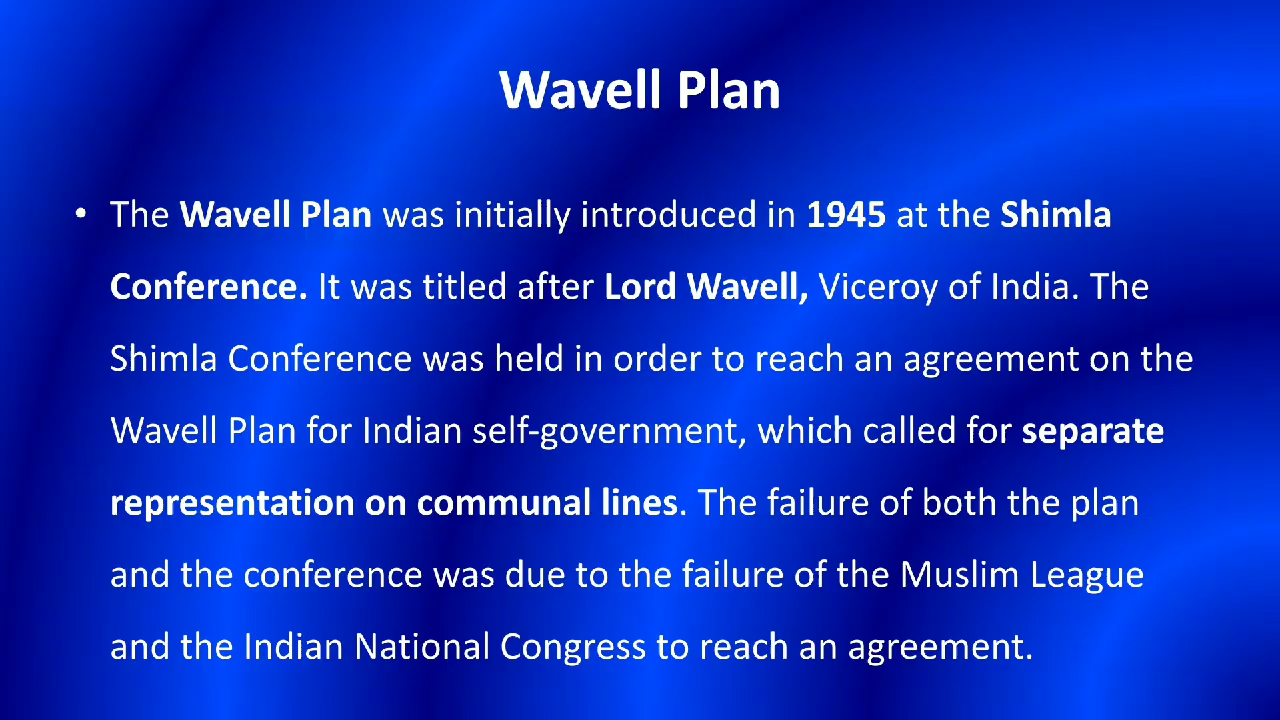 Wavell Plan
• The Wavell Plan was initially introduced in 1945 at the Shimla
Conference. It was titled after Lord Wavell, Viceroy of India. The
Shimla Conference was held in order to reach an agreement on the
Wavell Plan for Indian self-government, which called for separate
representation on communal lines. The failure of both the plan
and the conference was due to the failure of the Muslim League
and the Indian National Congress to reach an agreement.